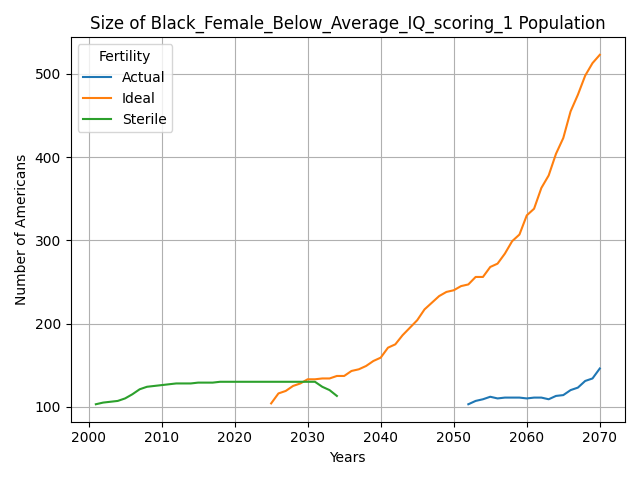 Size of Black_Female_Below_Average_IQ_scoring_1 Population
Fertility
Actual
Ideal
Sterile
Number of Americans
500
400
300
200
100
2000 2010 2020 2030 2040 2050 2060 2070
Years